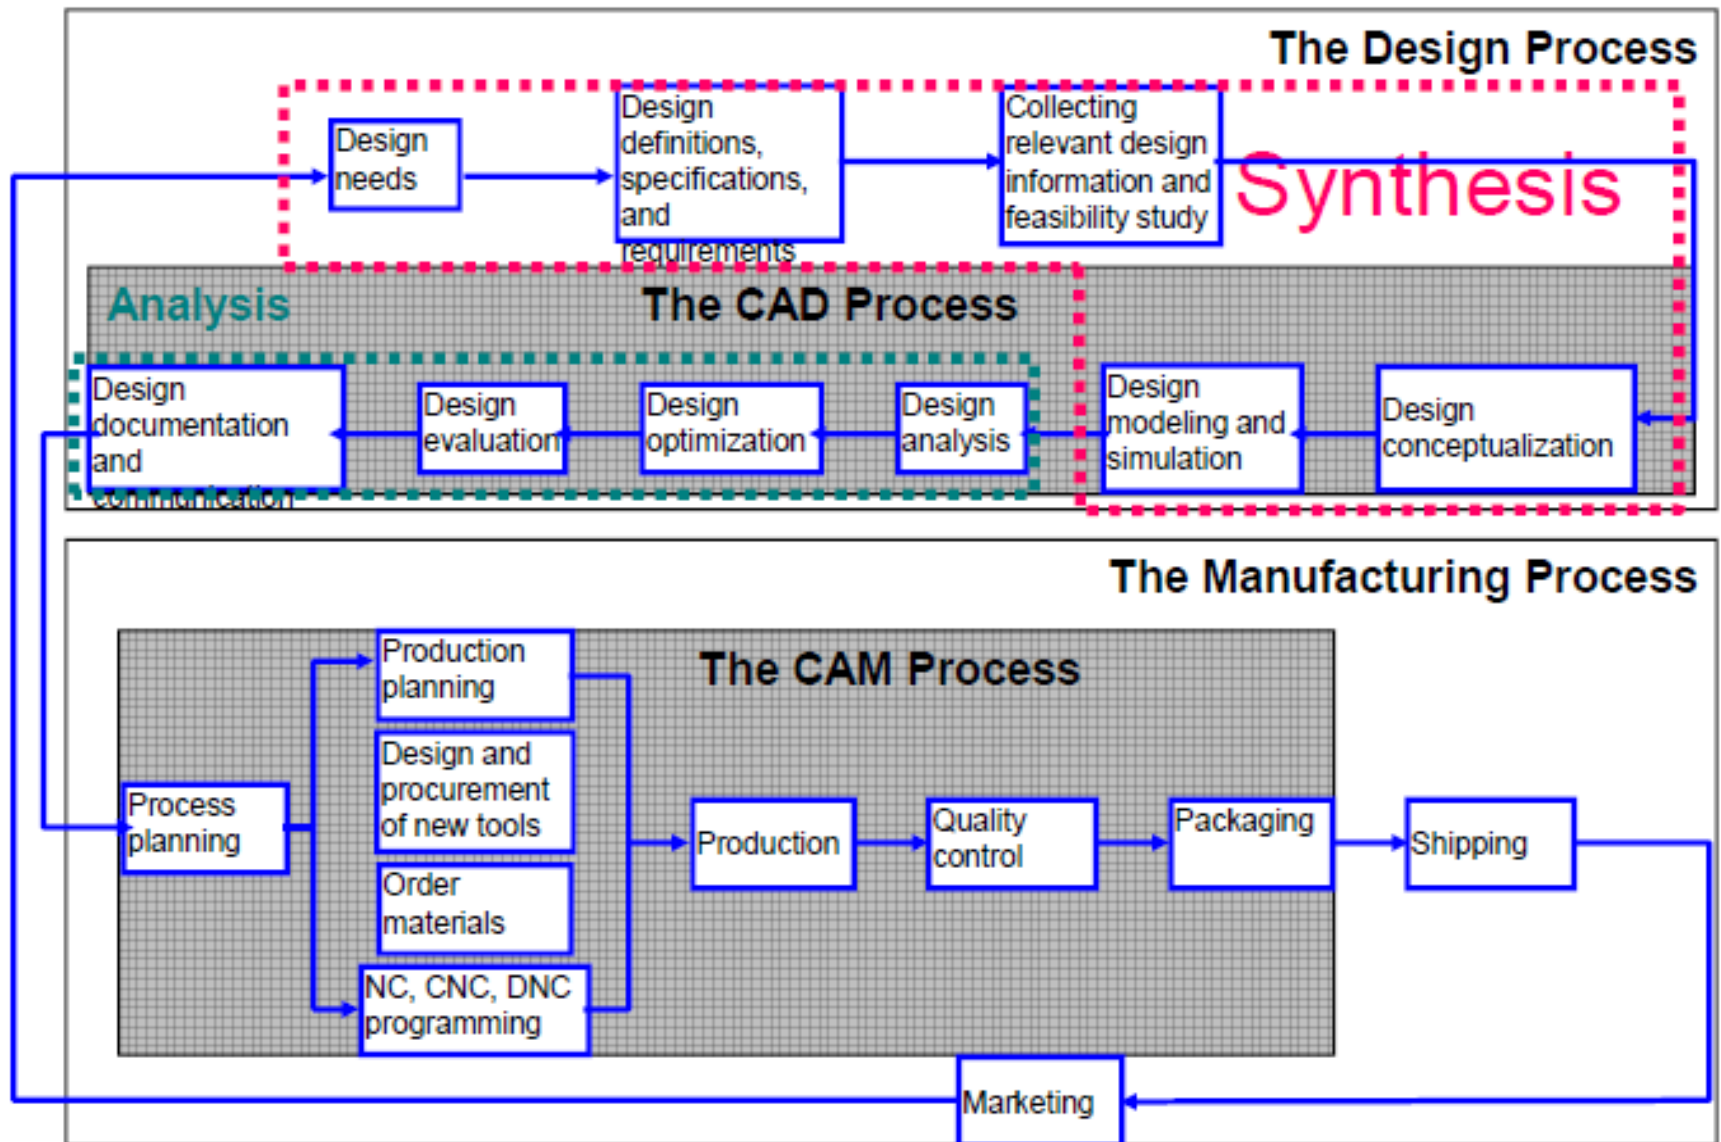 The Design Process
Design
needs
Design
definitions,
specifications,
and
requirements
Collecting
relevant design
information and
feasibility study
Synthesis
Analysis
The CAD Process
Design
documentation
and
communication
Design
evaluation
Design
optimization
Design
analysis
Design
modeling and
simulation
Design
conceptualization
The Manufacturing Process
The CAM Process
Process
planning
Production
planning
Design and
procurement
of new tools
Order
materials
NC, CNC, DNC
programming
Production
Quality
control
Packaging
Shipping
Marketing